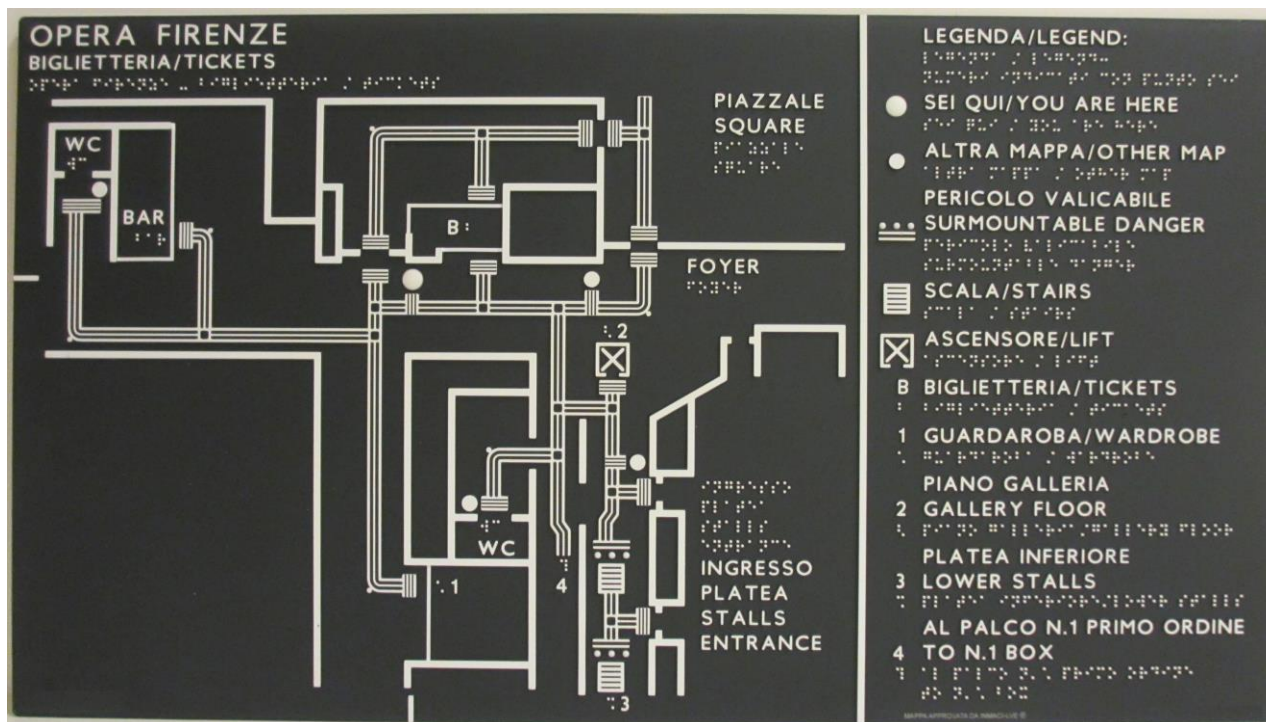 OPERA FIRENZE
BIGLIETTERIA/TICKETS
WC
BAR
B
PIAZZALE
SQUARE
FOYER
2
WC
1
4
INGRESSO
PLATEA
STALLS
ENTRANCE
3
LEGENDA/LEGEND:
SEI QUI/YOU ARE HERE
ALTRA MAPPA/OTHER MAP
PERICOLO VALICABILE
SURMOUNTABLE DANGER
SCALA/STAIRS
ASCENSORE/LIFT
B BIGLIETTERIA/TICKETS
1 GUARDAROBA/WARDROBE
PIANO GALLERIA
2 GALLERY FLOOR
PLATEA INFERIORE
3 LOWER STALLS
AL PALCO N.1 PRIMO ORDINE
4 TO N.1 BOX